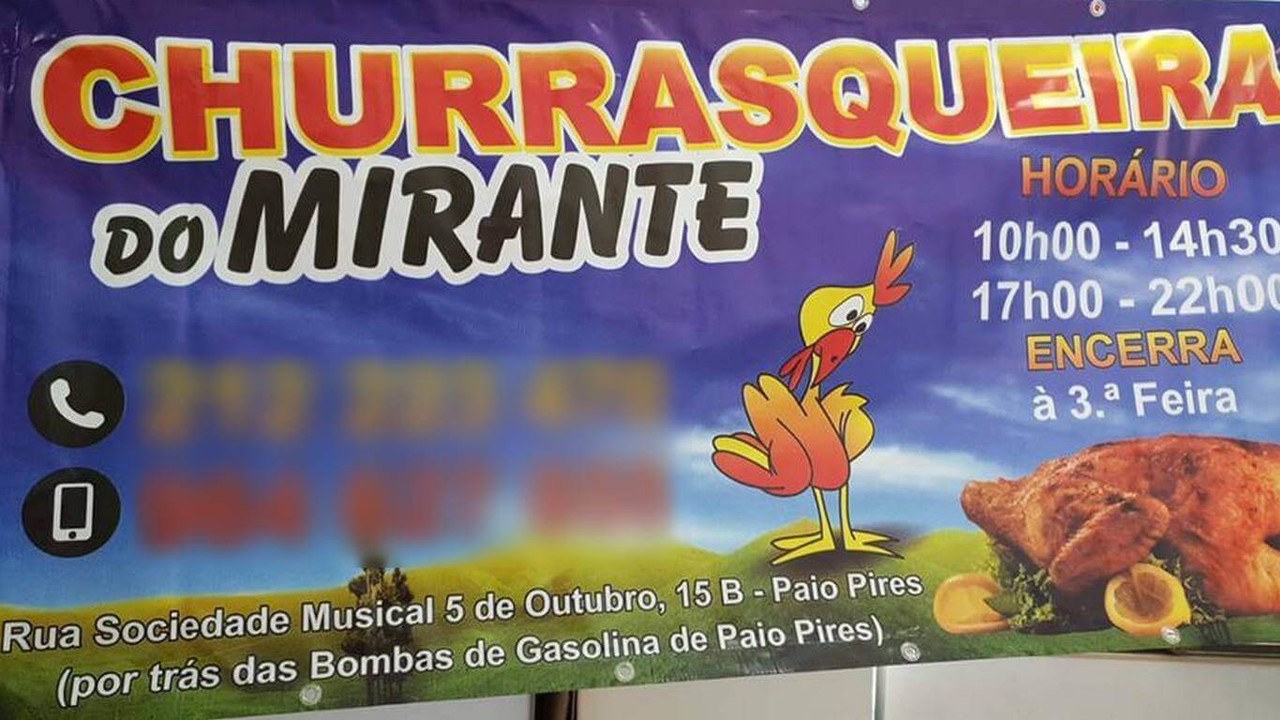 CHURRASQUEIRA
DO MIRANTE
HORÁRIO
10h00 - 14h30
17h00 - 22h00
ENCERRA
à 3.ª Feira
Rua Sociedade Musical 5 de Outubro, 15 B - Paio Pires
(por trás das Bombas de Gasolina de Paio Pires)